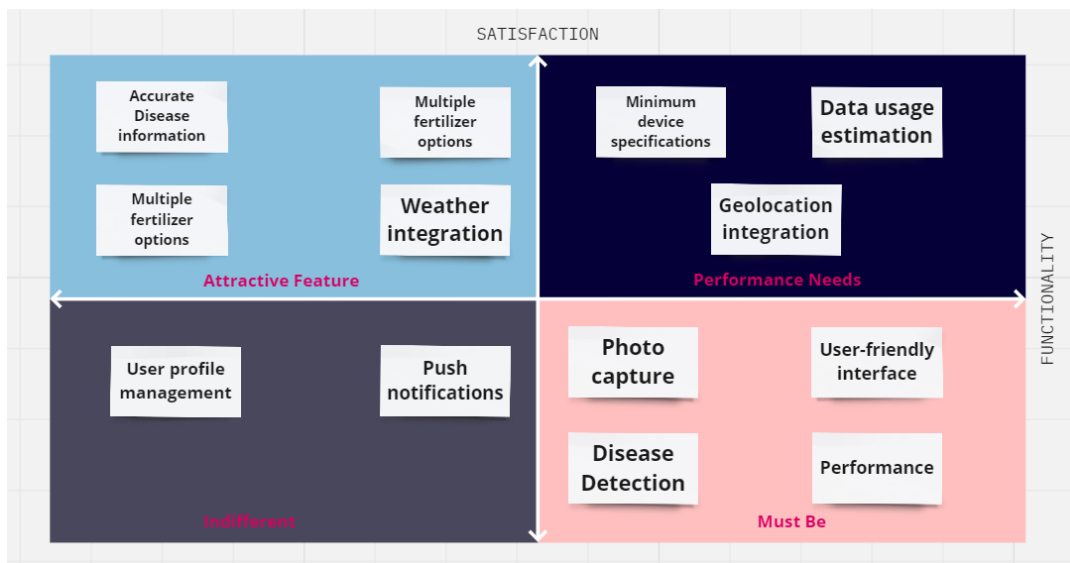 SATISFACTION
Accurate
Disease
information
Multiple
fertilizer
options
Multiple
fertilizer
options
Weather
integration
Attractive Feature
Minimum
device
specifications
Data usage
estimation
Geolocation
integration
Performance Needs
FUNCTIONALITY
User profile
management
Push
notifications
Indifferent
Photo
capture
User-friendly
interface
Disease
Detection
Performance
Must Be